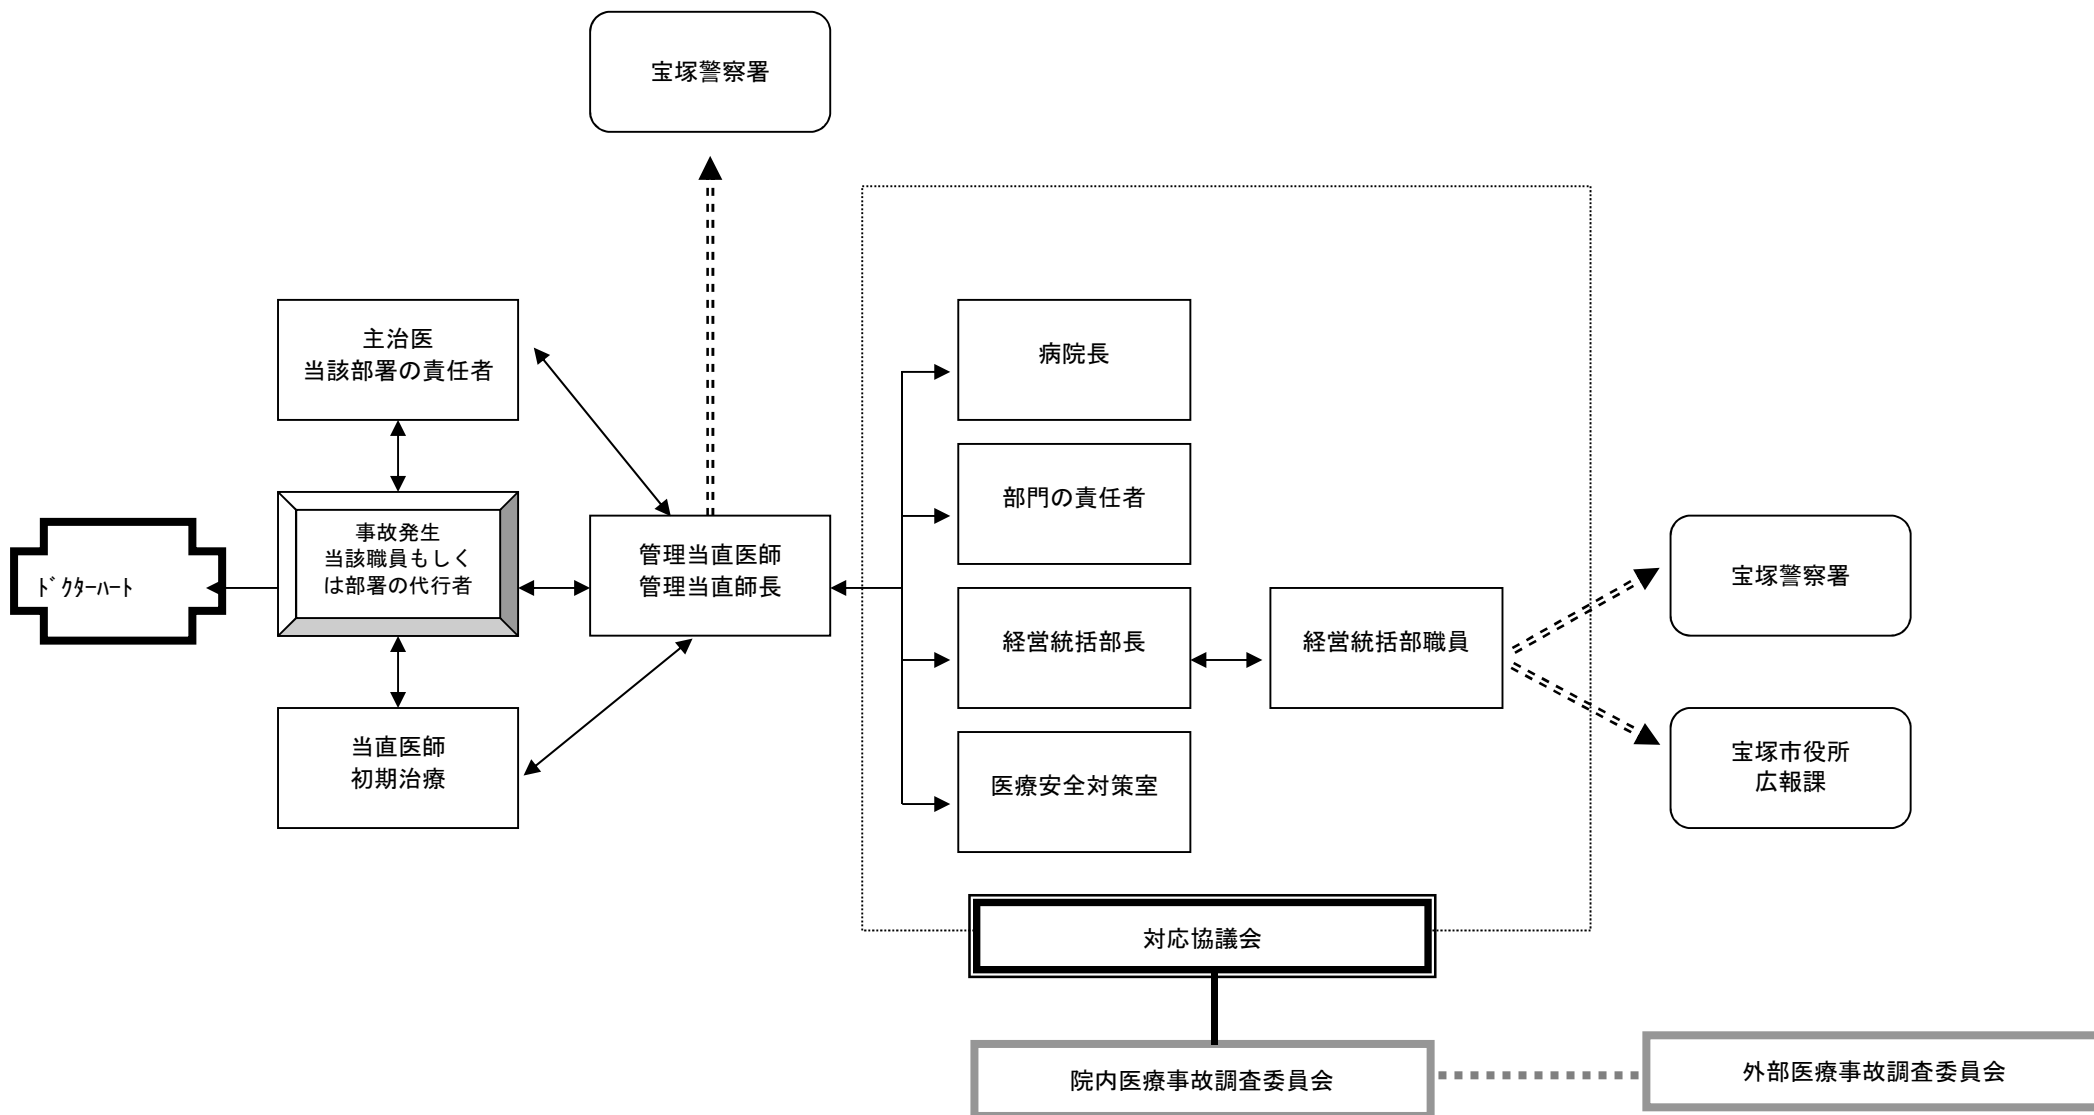 宝塚警察署
主治医
当該部署の責任者
病院長
部門の責任者
ﾄﾞｸﾀｰﾊｰﾄ
事故発生
当該職員もしく
は部署の代行者
管理当直医師
管理当直師長
経営統括部長
経営統括部職員
宝塚警察署
当直医師
初期治療
医療安全対策室
宝塚市役所
広報課
対応協議会
院内医療事故調査委員会
外部医療事故調査委員会